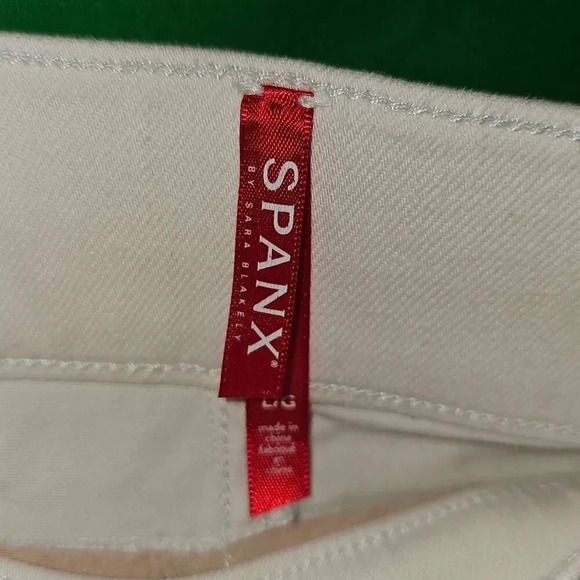 SPANX®
BY SARA BLAKELY
L/G
made in
china
fabriqué
en
chine